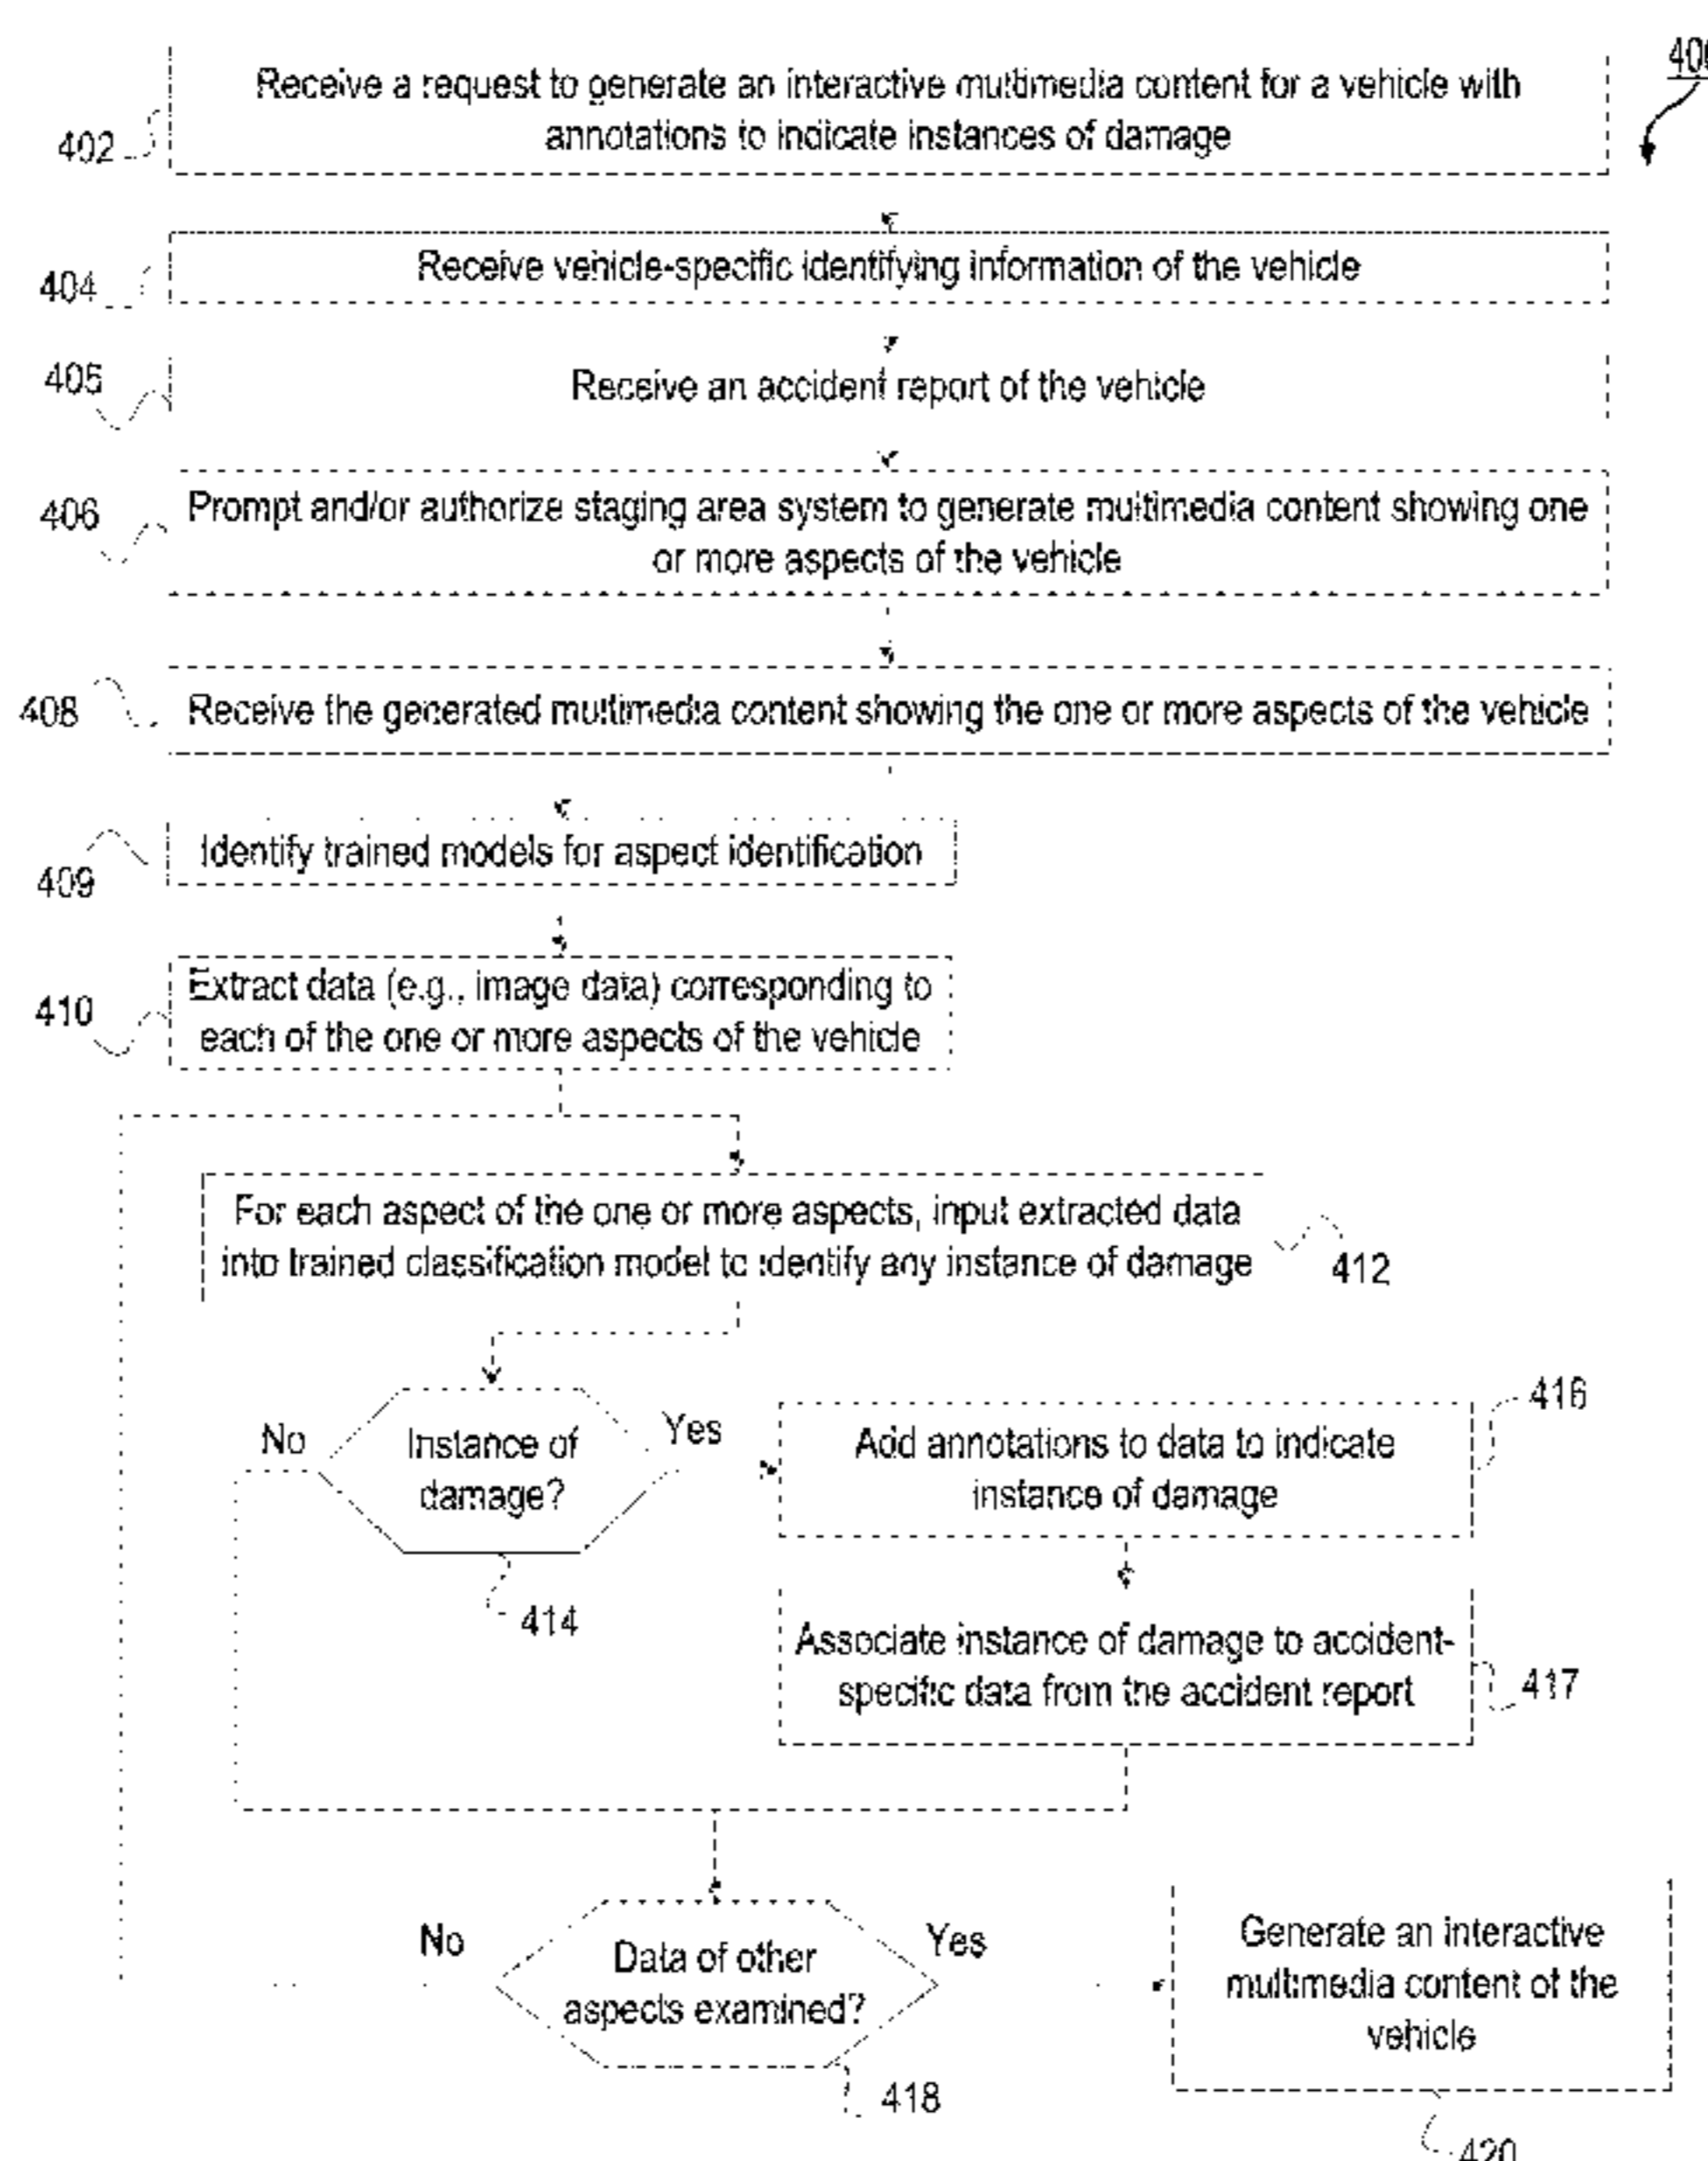 400
Receive a request to generate an interactive multimedia content for a vehicle with
annotations to indicate instances of damage
402
Receive vehicle-specific identifying information of the vehicle
404
405
Receive an accident report of the vehicle
406
Prompt and/or authorize staging area system to generate multimedia content showing one
or more aspects of the vehicle
408
Receive the generated multimedia content showing the one or more aspects of the vehicle
409
Identify trained models for aspect identification
410
Extract data (e.g., image data) corresponding to
each of the one or more aspects of the vehicle
For each aspect of the one or more aspects, input extracted data
into trained classification model to identify any instance of damage
412
No
Instance of
damage?
Yes
414
Add annotations to data to indicate
instance of damage
416
Associate instance of damage to accident-
specific data from the accident report
417
No
Data of other
aspects examined?
Yes
418
Generate an interactive
multimedia content of the
vehicle
420